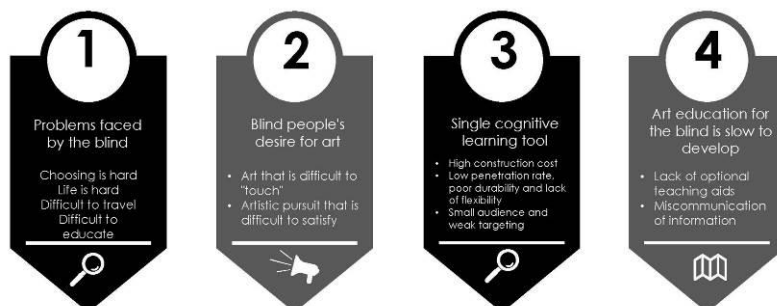 1
Problems faced
by the blind
Choosing is hard
Life is hard
Difficult to travel
Difficult to
educate
2
Blind people's
desire for art
• Art that is difficult to
"touch"
• Artistic pursuit that is
difficult to satisfy
3
Single cognitive
learning tool
• High construction cost
• Low penetration rate,
poor durability and lack
of flexibility
• Small audience and
weak targeting
4
Art education for
the blind is slow to
develop
• Lack of optional
teaching aids
• Miscommunication
of information